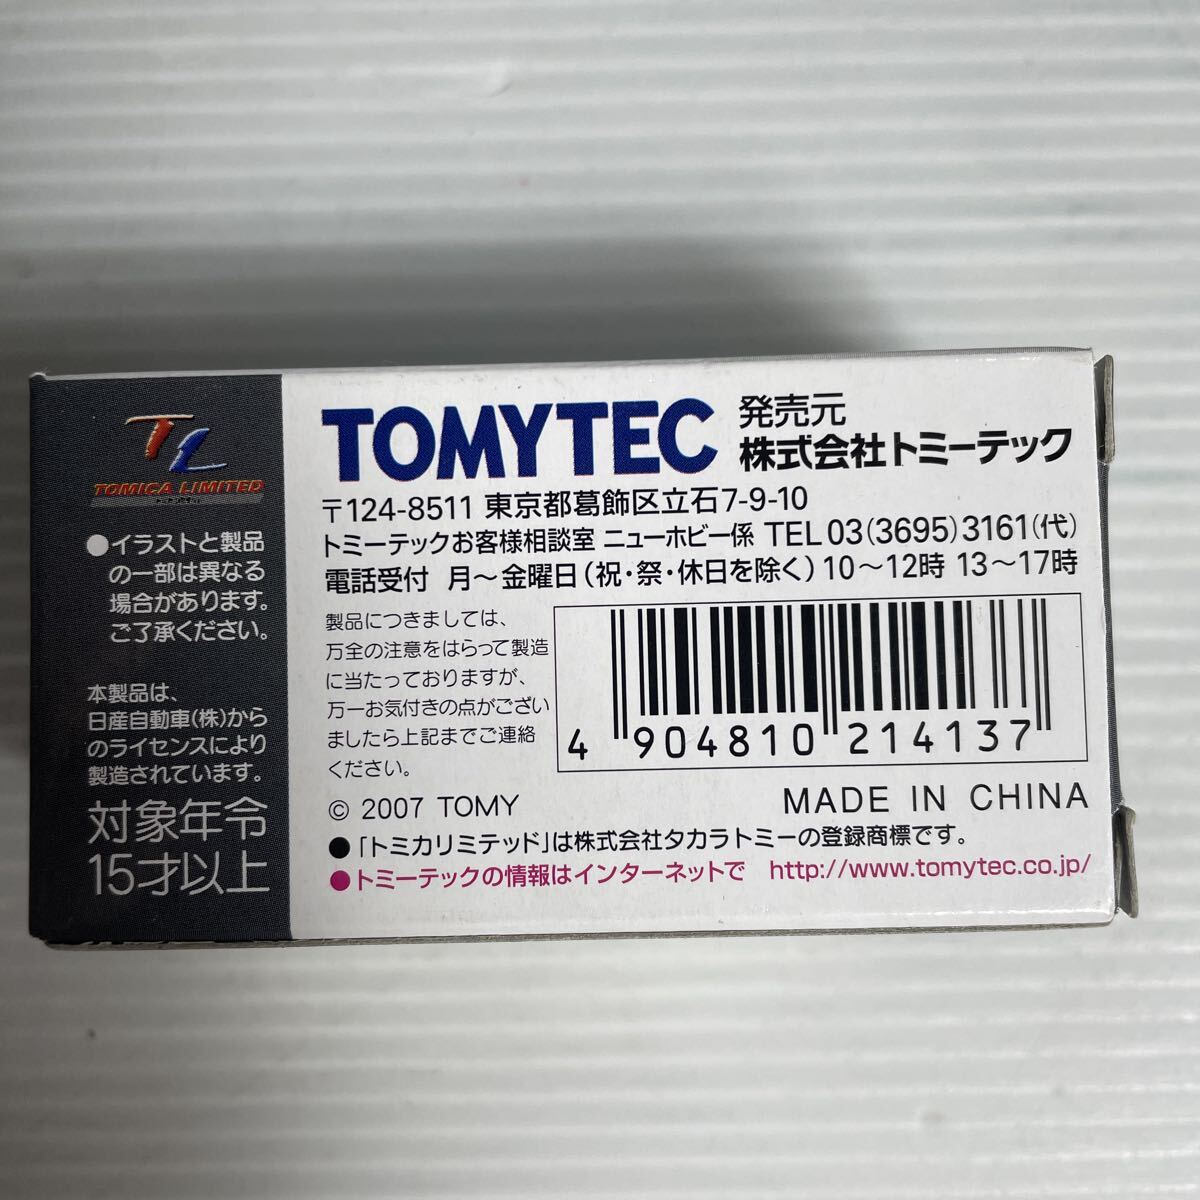 TL
TOMICA LIMITED
●イラストと製品
の一部は異なる
場合があります。
ご了承ください。
本製品は、
日産自動車(株)から
のライセンスにより
製造されています。
対象年令
15才以上
TOMYTEC
発売元
株式会社トミーテック
〒124-8511 東京都葛飾区立石7-9-10
トミーテックお客様相談室 ニューホビー係 TEL 03(3695)3161(代)
電話受付 月〜金曜日(祝・祭・休日を除く) 10〜12時 13〜17時
製品につきましては、
万全の注意をはらって製造
に当たっておりますが、
万一お気付きの点がござい
ましたら上記までご連絡
ください。
4 904810 214137
© 2007 TOMY
MADE IN CHINA
●「トミカリミテッド」は株式会社タカラトミーの登録商標です。
●トミーテックの情報はインターネットで http://www.tomytec.co.jp/